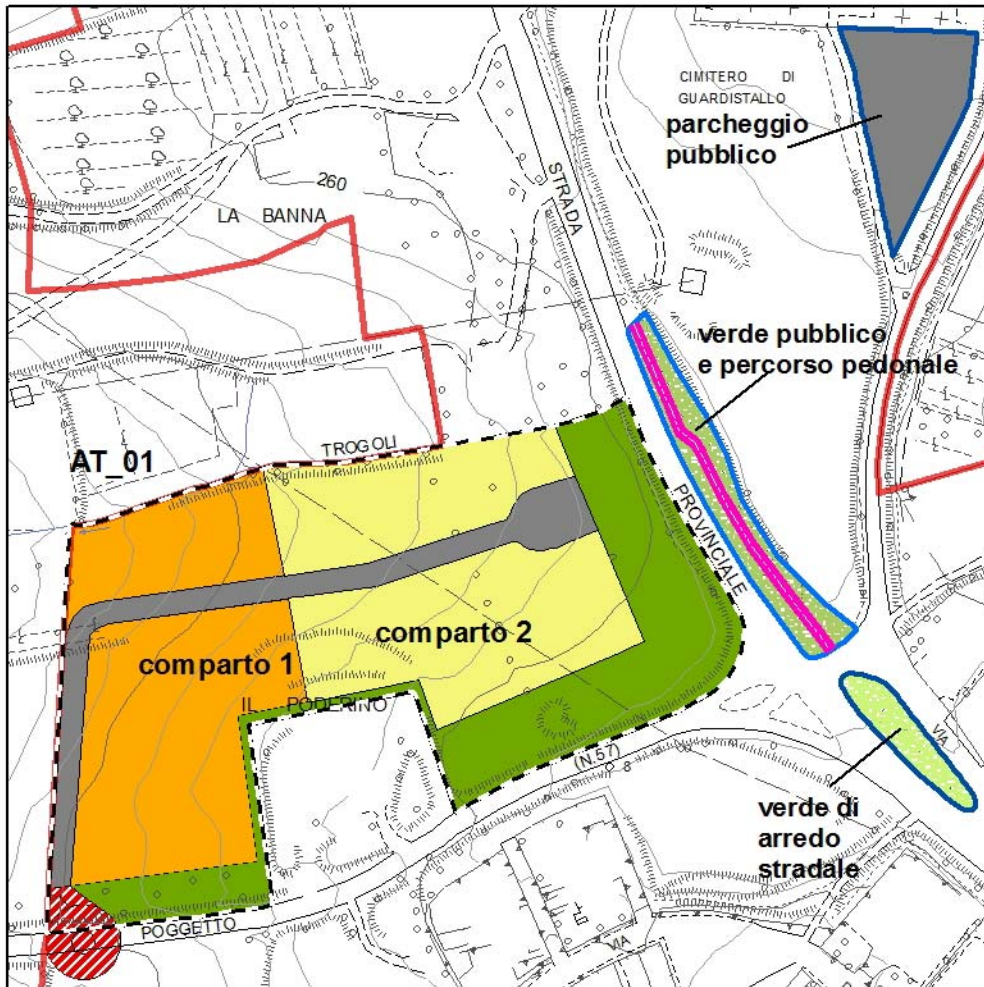 CIMITERO DI
GUARDISTALLO
parcheggio
pubblico
STRADA
260
LA BANNA
verde pubblico
e percorso pedonale
TROGOLI
AT_01
PROVINCIALE
comparto 2
comparto 1
IL PODERINO
VIA
(N.57)
8
verde di
arredo
stradale
POGGETTO
VIA